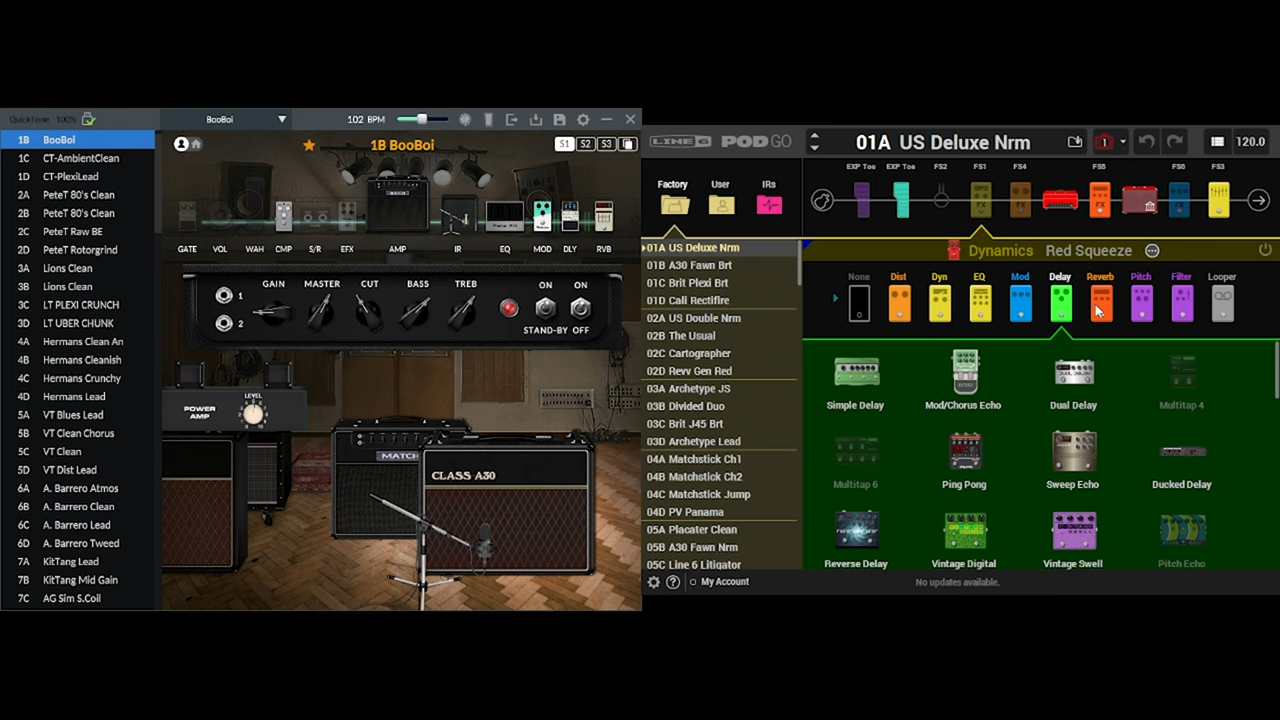 QuickTone 100%
BooBoi
102 BPM
1B BooBoi
1C CT-AmbientClean
1D CT-PlexiLead
2A PeteT 80's Clean
2B PeteT 80's Clean
2C PeteT Raw BE
2D PeteT Rotorgrind
3A Lions Clean
3B Lions Clean
3C LT PLEXI CRUNCH
3D LT UBER CHUNK
4A Hermans Clean An
4B Hermans Cleanish
4C Hermans Crunchy
4D Hermans Lead
5A VT Blues Lead
5B VT Clean Chorus
5C VT Clean
5D VT Dist Lead
6A A. Barrero Atmos
6B A. Barrero Clean
6C A. Barrero Lead
6D A. Barrero Tweed
7A KitTang Lead
7B KitTang Mid Gain
7C AG Sim S.Coil
1B BooBoi
S1 S2 S3
GATE VOL WAH CMP S/R EFX AMP IR EQ MOD DLY RVB
GAIN MASTER CUT BASS TREB ON ON
1
2
STAND-BY OFF
POWER AMP
LEVEL
MATCH
CLASS A30
LINE 6 POD GO
01A US Deluxe Nrm
1
120.0
Factory User IRs
EXP Toe EXP Toe FS2 FS1 FS4 FS5 FS6 FS3
FX FX FX
01A US Deluxe Nrm
01B A30 Fawn Brt
01C Brit Plexi Brt
01D Cali Rectifire
02A US Double Nrm
02B The Usual
02C Cartographer
02D Revv Gen Red
03A Archetype JS
03B Divided Duo
03C Brit J45 Brt
03D Archetype Lead
04A Matchstick Ch1
04B Matchstick Ch2
04C Matchstick Jump
04D PV Panama
05A Placater Clean
05B A30 Fawn Nrm
05C Line 6 Litigator
Dynamics Red Squeeze
None Dist Dyn EQ Mod Delay Reverb Pitch Filter Looper
Simple Delay Mod/Chorus Echo Dual Delay Multitap 4
Multitap 6 Ping Pong Sweep Echo Ducked Delay
Reverse Delay Vintage Digital Vintage Swell Pitch Echo
My Account
No updates available.